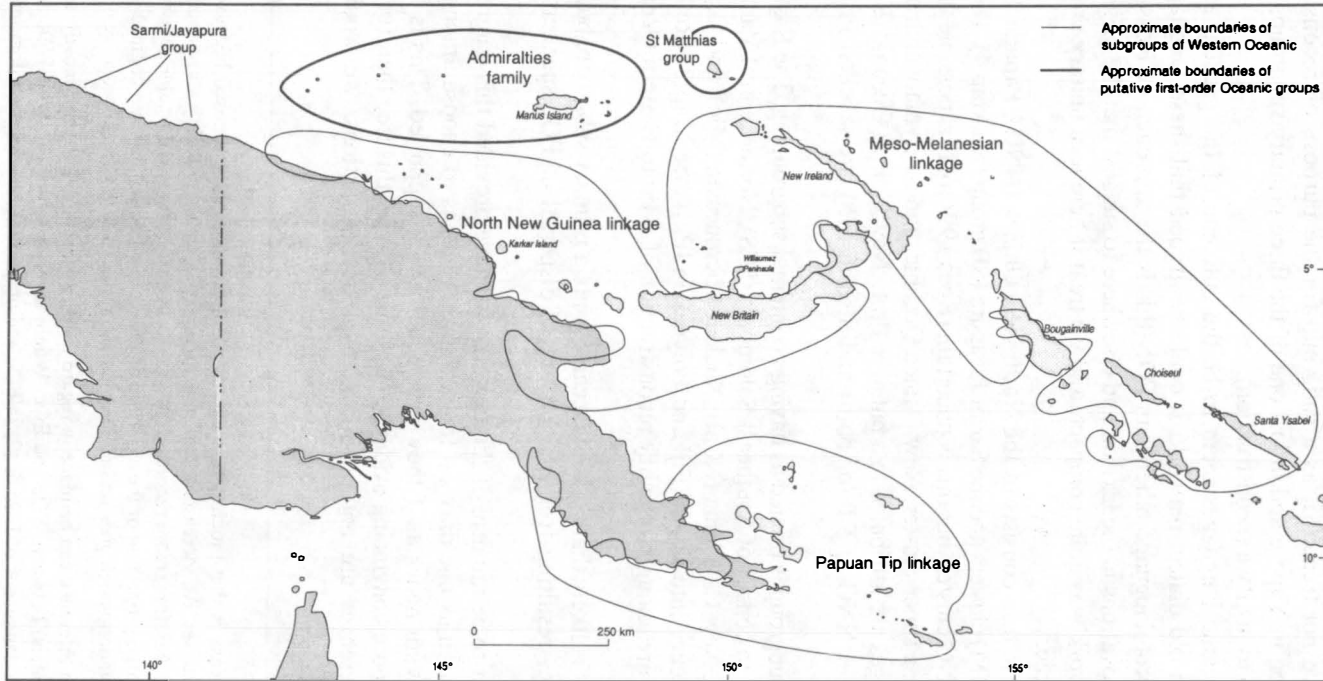 Sarmi/Jayapura
group
Admiralties
family
Manus Island
St Matthias
group
Approximate boundaries of
subgroups of Western Oceanic
Approximate boundaries of
putative first-order Oceanic groups
Meso-Melanesian
linkage
New Ireland
North New Guinea linkage
Karkar Island
Willaumez
Peninsula
New Britain
5°
Bougainville
Choiseul
Santa Ysabel
10°
Papuan Tip linkage
0 250 km
140° 145° 150° 155°